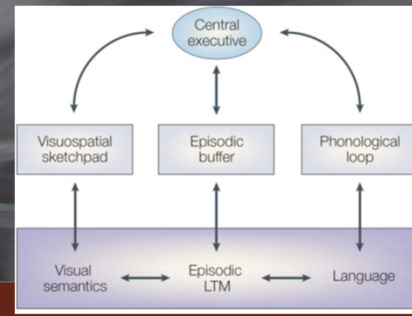 Central
executive
Visuospatial
sketchpad
Episodic
buffer
Phonological
loop
Visual
semantics
Episodic
LTM
Language